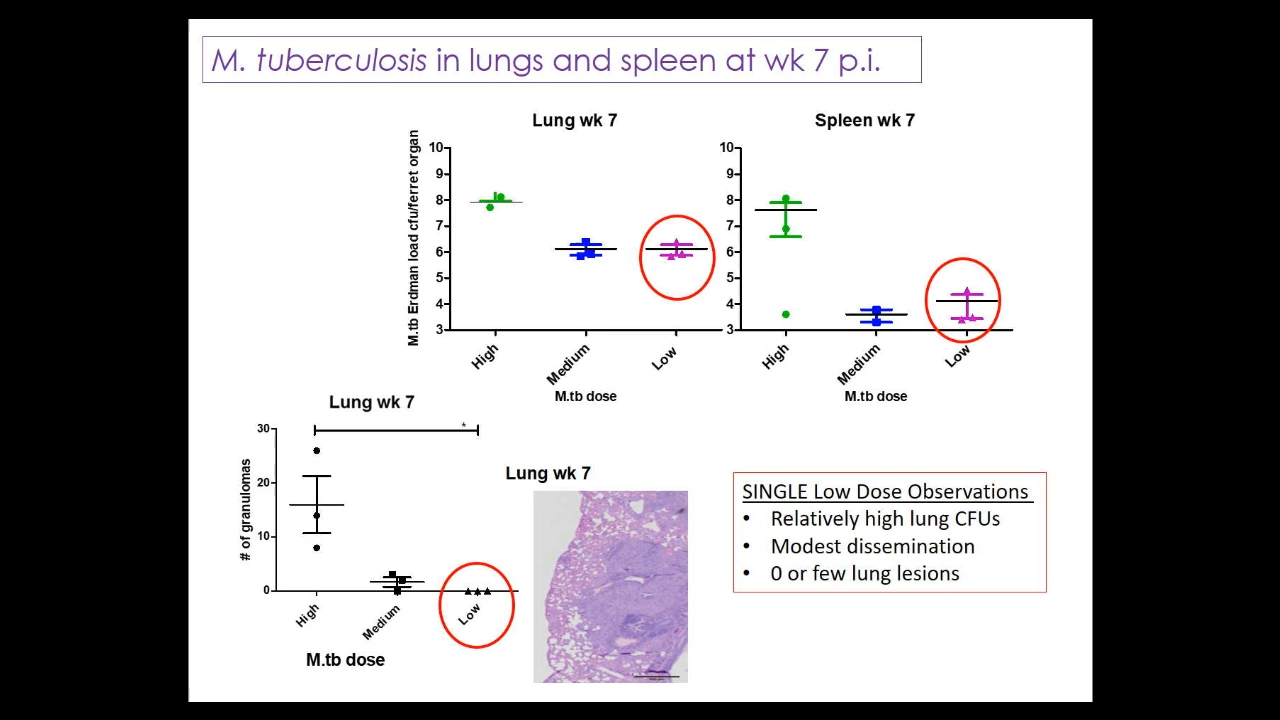 M. tuberculosis in lungs and spleen at wk 7 p.i.
Lung wk 7
M.tb Erdman load cfu/ferret organ
10
9
8
7
6
5
4
3
High
Medium
Low
M.tb dose
Spleen wk 7
10
9
8
7
6
5
4
3
High
Medium
Low
M.tb dose
Lung wk 7
# of granulomas
30
20
10
0
*
High
Medium
Low
M.tb dose
Lung wk 7
SINGLE Low Dose Observations
• Relatively high lung CFUs
• Modest dissemination
• 0 or few lung lesions